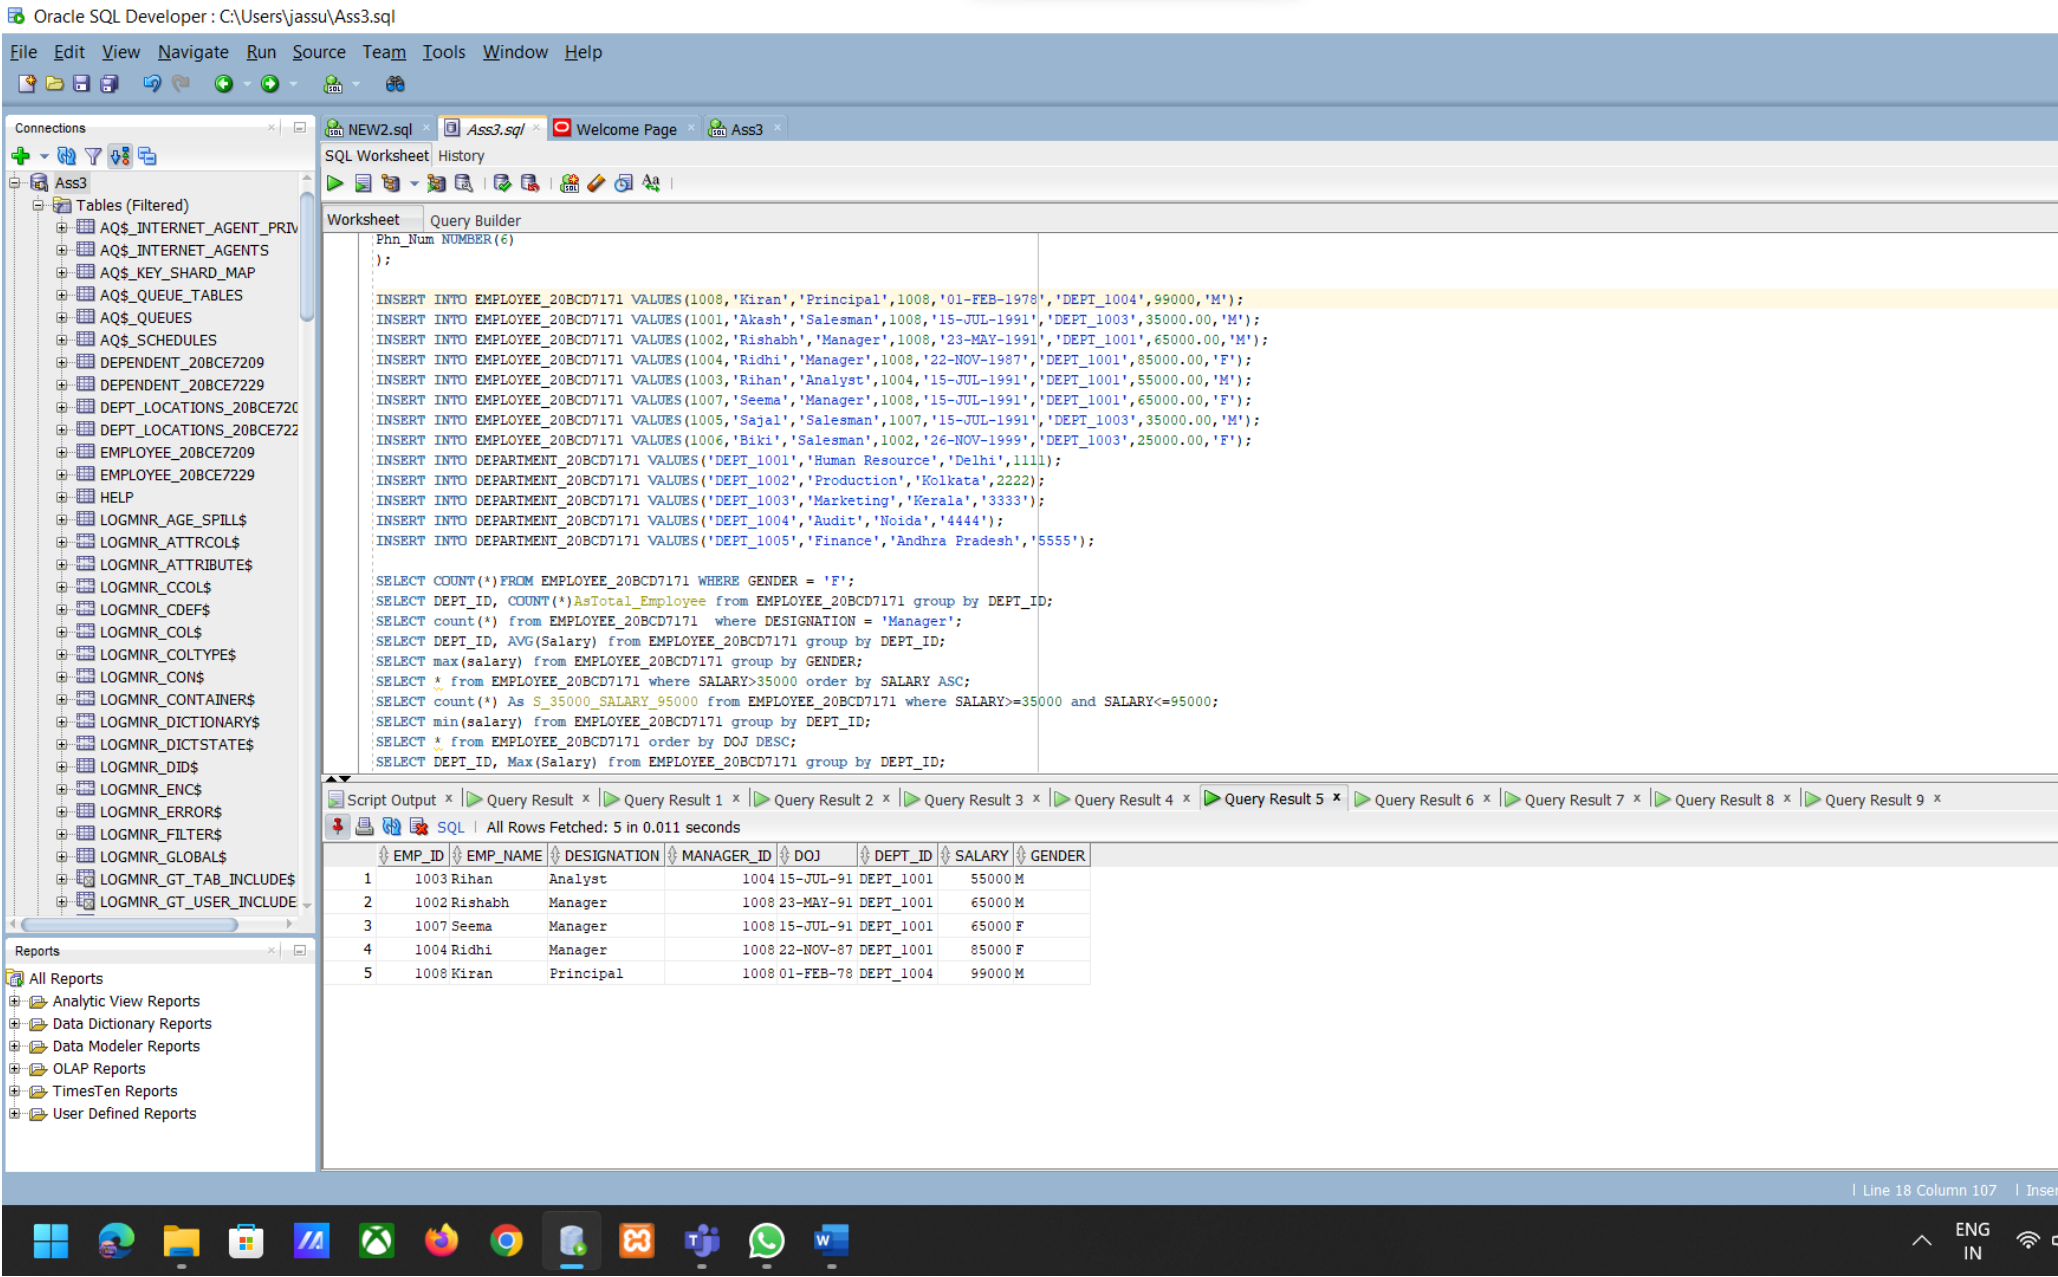 Oracle SQL Developer : C:\Users\jassu\Ass3.sql
File Edit View Navigate Run Source Team Tools Window Help
Connections
Ass3
Tables (Filtered)
AQ$_INTERNET_AGENT_PRIV
AQ$_INTERNET_AGENTS
AQ$_KEY_SHARD_MAP
AQ$_QUEUE_TABLES
AQ$_QUEUES
AQ$_SCHEDULES
DEPENDENT_20BCE7209
DEPENDENT_20BCE7229
DEPT_LOCATIONS_20BCE720
DEPT_LOCATIONS_20BCE722
EMPLOYEE_20BCE7209
EMPLOYEE_20BCE7229
HELP
LOGMNR_AGE_SPILL$
LOGMNR_ATTRCOL$
LOGMNR_ATTRIBUTE$
LOGMNR_CCOL$
LOGMNR_CDEF$
LOGMNR_COL$
LOGMNR_COLTYPE$
LOGMNR_CON$
LOGMNR_CONTAINER$
LOGMNR_DICTIONARY$
LOGMNR_DICTSTATE$
LOGMNR_DID$
LOGMNR_ENC$
LOGMNR_ERROR$
LOGMNR_FILTER$
LOGMNR_GLOBAL$
LOGMNR_GT_TAB_INCLUDE$
LOGMNR_GT_USER_INCLUDE
Reports
All Reports
Analytic View Reports
Data Dictionary Reports
Data Modeler Reports
OLAP Reports
TimesTen Reports
User Defined Reports
NEW2.sql Ass3.sql Welcome Page Ass3
SQL Worksheet History
Worksheet Query Builder
Phn_Num NUMBER(6)
);
INSERT INTO EMPLOYEE_20BCD7171 VALUES(1008,'Kiran','Principal',1008,'01-FEB-1978','DEPT_1004',99000,'M');
INSERT INTO EMPLOYEE_20BCD7171 VALUES(1001,'Akash','Salesman',1008,'15-JUL-1991','DEPT_1003',35000.00,'M');
INSERT INTO EMPLOYEE_20BCD7171 VALUES(1002,'Rishabh','Manager',1008,'23-MAY-1991','DEPT_1001',65000.00,'M');
INSERT INTO EMPLOYEE_20BCD7171 VALUES(1004,'Ridhi','Manager',1008,'22-NOV-1987','DEPT_1001',85000.00,'F');
INSERT INTO EMPLOYEE_20BCD7171 VALUES(1003,'Rihan','Analyst',1004,'15-JUL-1991','DEPT_1001',55000.00,'M');
INSERT INTO EMPLOYEE_20BCD7171 VALUES(1007,'Seema','Manager',1008,'15-JUL-1991','DEPT_1001',65000.00,'F');
INSERT INTO EMPLOYEE_20BCD7171 VALUES(1005,'Sajal','Salesman',1007,'15-JUL-1991','DEPT_1003',35000.00,'M');
INSERT INTO EMPLOYEE_20BCD7171 VALUES(1006,'Biki','Salesman',1002,'26-NOV-1999','DEPT_1003',25000.00,'F');
INSERT INTO DEPARTMENT_20BCD7171 VALUES('DEPT_1001','Human Resource','Delhi',1111);
INSERT INTO DEPARTMENT_20BCD7171 VALUES('DEPT_1002','Production','Kolkata',2222);
INSERT INTO DEPARTMENT_20BCD7171 VALUES('DEPT_1003','Marketing','Kerala','3333');
INSERT INTO DEPARTMENT_20BCD7171 VALUES('DEPT_1004','Audit','Noida','4444');
INSERT INTO DEPARTMENT_20BCD7171 VALUES('DEPT_1005','Finance','Andhra Pradesh','5555');
SELECT COUNT(*)FROM EMPLOYEE_20BCD7171 WHERE GENDER = 'F';
SELECT DEPT_ID, COUNT(*)AsTotal_Employee from EMPLOYEE_20BCD7171 group by DEPT_ID;
SELECT count(*) from EMPLOYEE_20BCD7171 where DESIGNATION = 'Manager';
SELECT DEPT_ID, AVG(Salary) from EMPLOYEE_20BCD7171 group by DEPT_ID;
SELECT max(salary) from EMPLOYEE_20BCD7171 group by GENDER;
SELECT * from EMPLOYEE_20BCD7171 where SALARY>35000 order by SALARY ASC;
SELECT count(*) As S_35000_SALARY_95000 from EMPLOYEE_20BCD7171 where SALARY>=35000 and SALARY<=95000;
SELECT min(salary) from EMPLOYEE_20BCD7171 group by DEPT_ID;
SELECT * from EMPLOYEE_20BCD7171 order by DOJ DESC;
SELECT DEPT_ID, Max(Salary) from EMPLOYEE_20BCD7171 group by DEPT_ID;
Script Output Query Result Query Result 1 Query Result 2 Query Result 3 Query Result 4 Query Result 5 Query Result 6 Query Result 7 Query Result 8 Query Result 9
SQL All Rows Fetched: 5 in 0.011 seconds
EMP_ID EMP_NAME DESIGNATION MANAGER_ID DOJ DEPT_ID SALARY GENDER
1 1003 Rihan Analyst 1004 15-JUL-91 DEPT_1001 55000 M
2 1002 Rishabh Manager 1008 23-MAY-91 DEPT_1001 65000 M
3 1007 Seema Manager 1008 15-JUL-91 DEPT_1001 65000 F
4 1004 Ridhi Manager 1008 22-NOV-87 DEPT_1001 85000 F
5 1008 Kiran Principal 1008 01-FEB-78 DEPT_1004 99000 M
Line 18 Column 107 Inser
ENG
IN